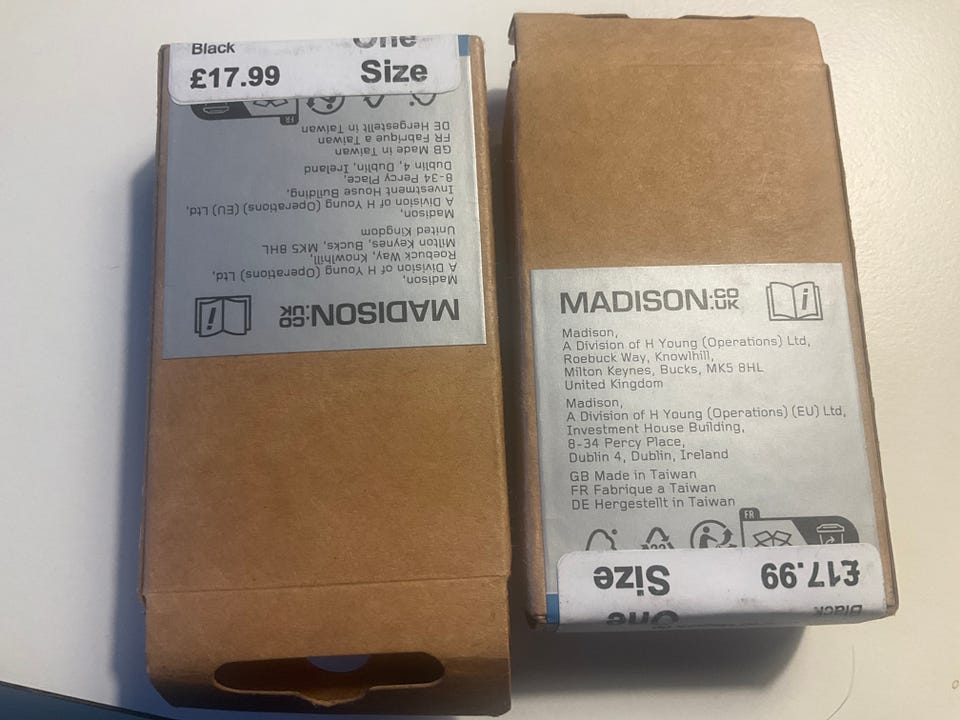 Black
One
£17.99
Size
FR
DE Hergestellt in Taiwan
FR Fabrique a Taiwan
GB Made in Taiwan
Dublin 4, Dublin, Ireland
8-34 Percy Place,
Investment House Building,
A Division of H Young (Operations) (EU) Ltd,
Madison,
United Kingdom
Milton Keynes, Bucks, MK5 8HL
Roebuck Way, Knowlhill,
A Division of H Young (Operations) Ltd,
Madison,
MADISON:CO UK
MADISON:CO UK
Madison,
A Division of H Young (Operations) Ltd,
Roebuck Way, Knowlhill,
Milton Keynes, Bucks, MK5 8HL
United Kingdom
Madison,
A Division of H Young (Operations) (EU) Ltd,
Investment House Building,
8-34 Percy Place,
Dublin 4, Dublin, Ireland
GB Made in Taiwan
FR Fabrique a Taiwan
DE Hergestellt in Taiwan
FR
£17.99
Size
Black
One